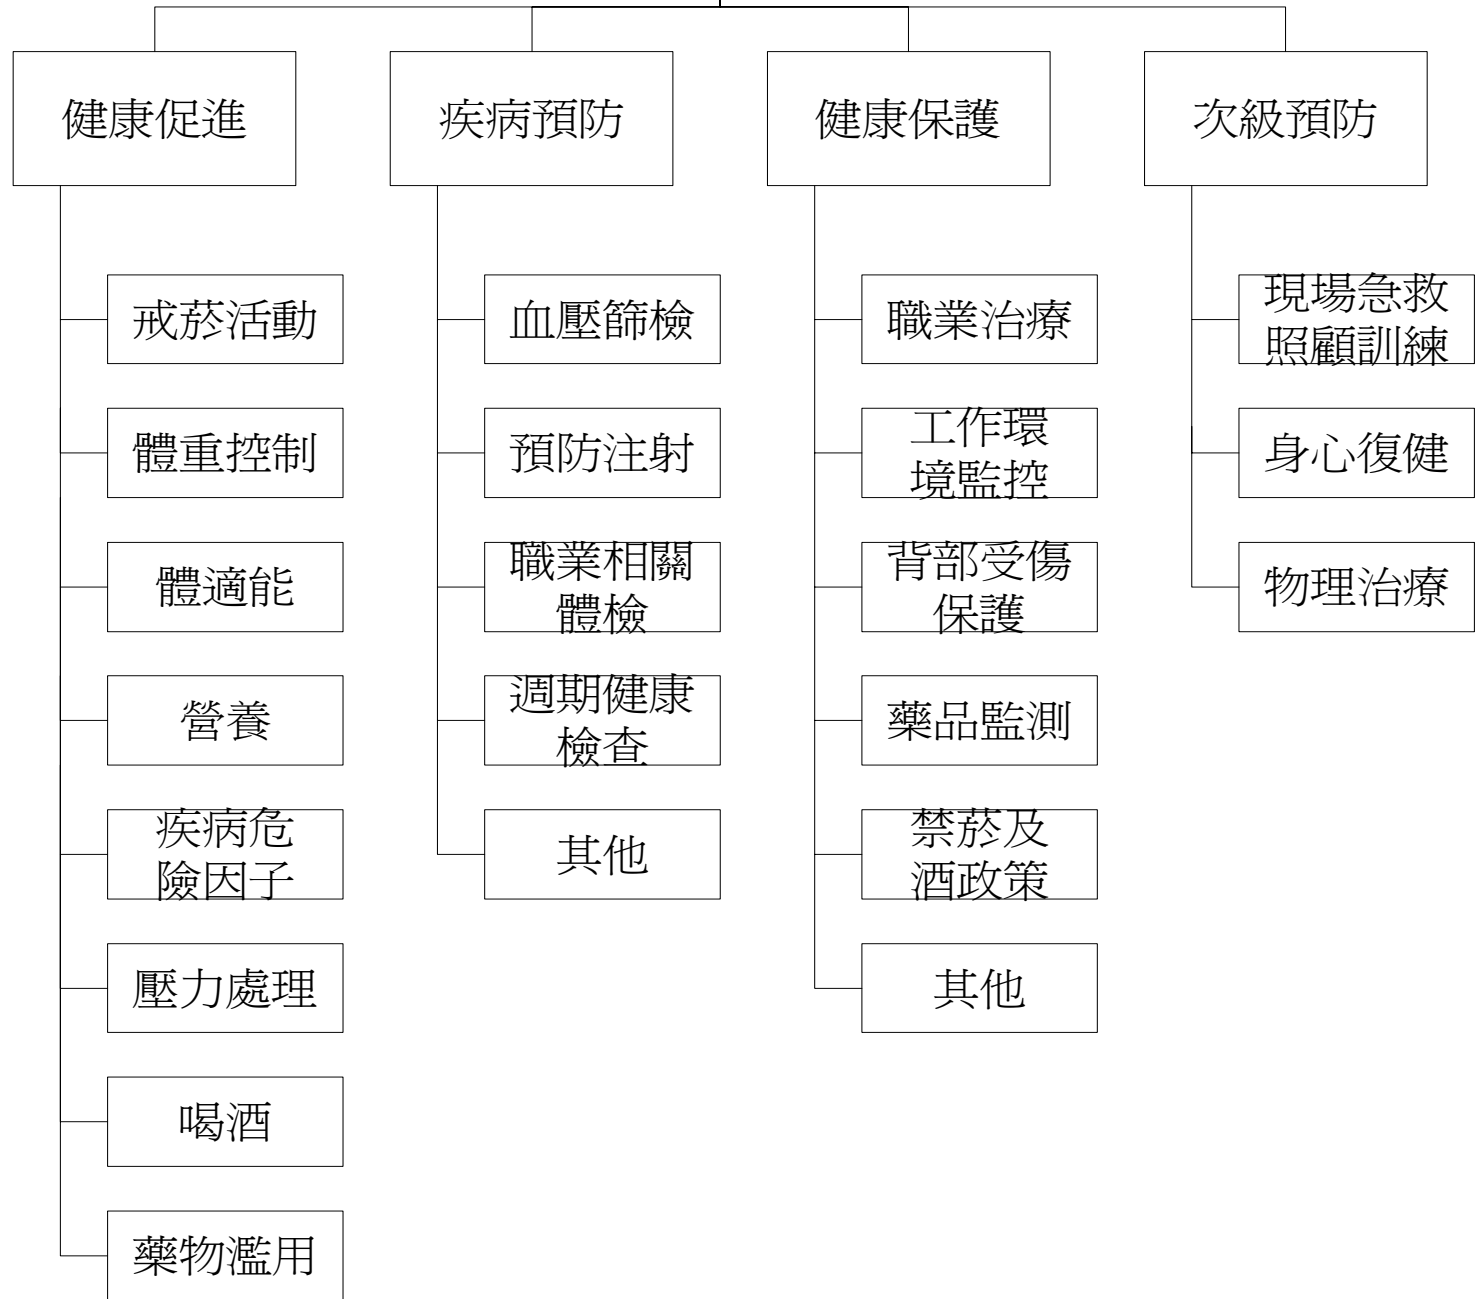 健康促進
戒菸活動
體重控制
體適能
營養
疾病危
險因子
壓力處理
喝酒
藥物濫用
疾病預防
血壓篩檢
預防注射
職業相關
體檢
週期健康
檢查
其他
健康保護
職業治療
工作環
境監控
背部受傷
保護
藥品監測
禁菸及
酒政策
其他
次級預防
現場急救
照顧訓練
身心復健
物理治療